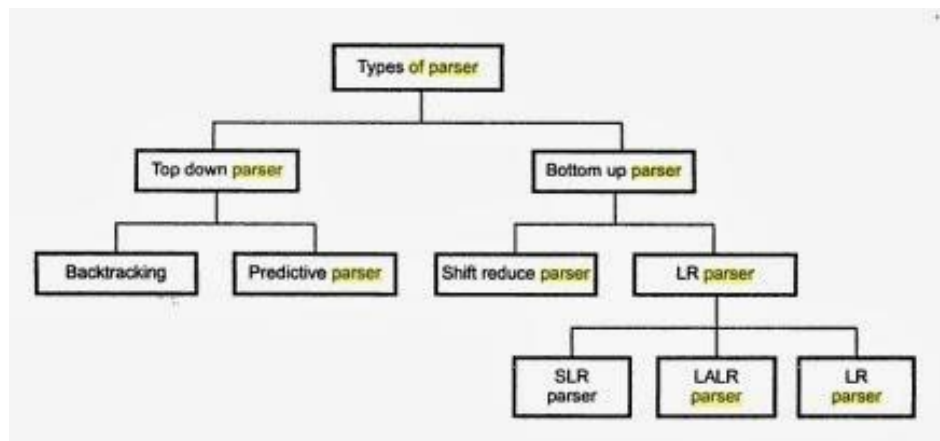 Types of parser
Top down parser
Bottom up parser
Backtracking
Predictive parser
Shift reduce parser
LR parser
SLR
parser
LALR
parser
LR
parser